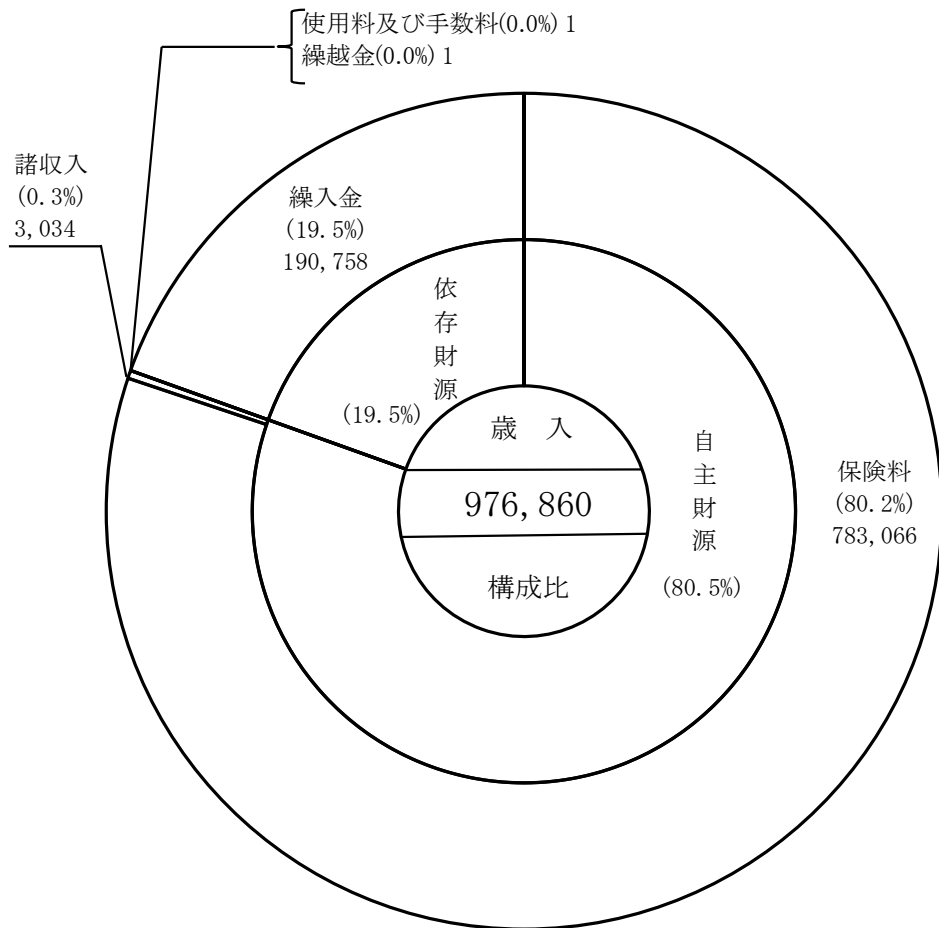 使用料及び手数料(0.0%) 1
繰越金(0.0%) 1
諸収入
(0.3%)
3,034
繰入金
(19.5%)
190,758
依存財源
(19.5%)
歳　入
976,860
構成比
自主財源
(80.5%)
保険料
(80.2%)
783,066